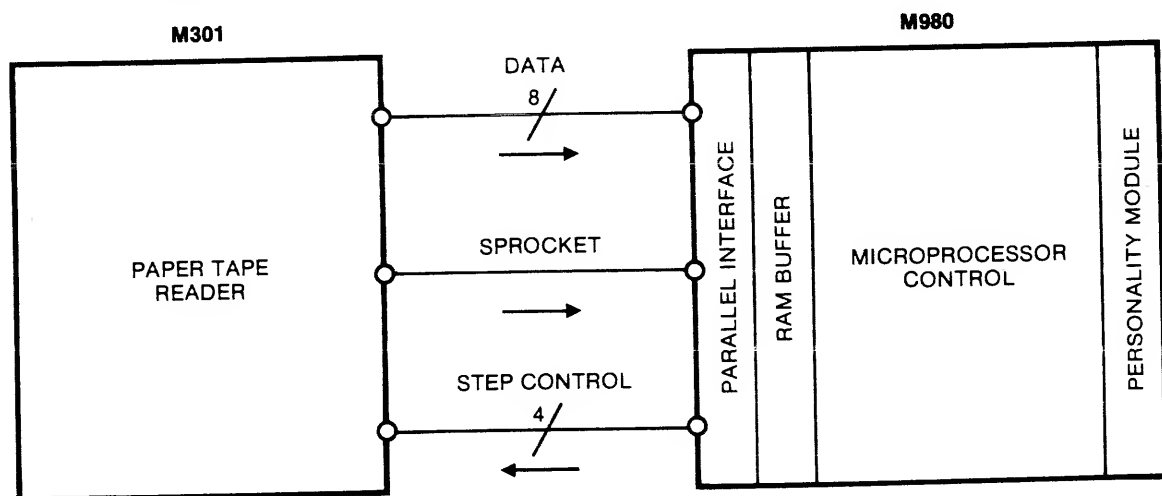 M301
M980
DATA
8
PAPER TAPE
READER
SPROCKET
STEP CONTROL
4
PARALLEL INTERFACE
RAM BUFFER
MICROPROCESSOR
CONTROL
PERSONALITY MODULE